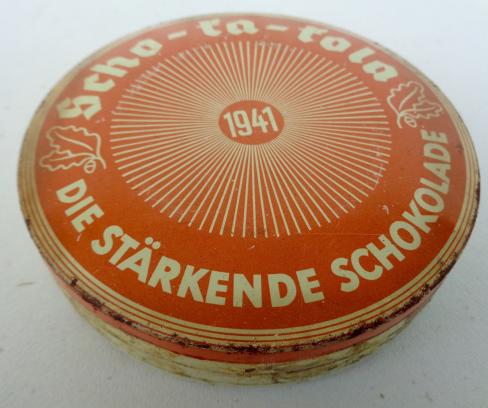 Scho-ka-kola
1941
DIE STÄRKENDE SCHOKOLADE